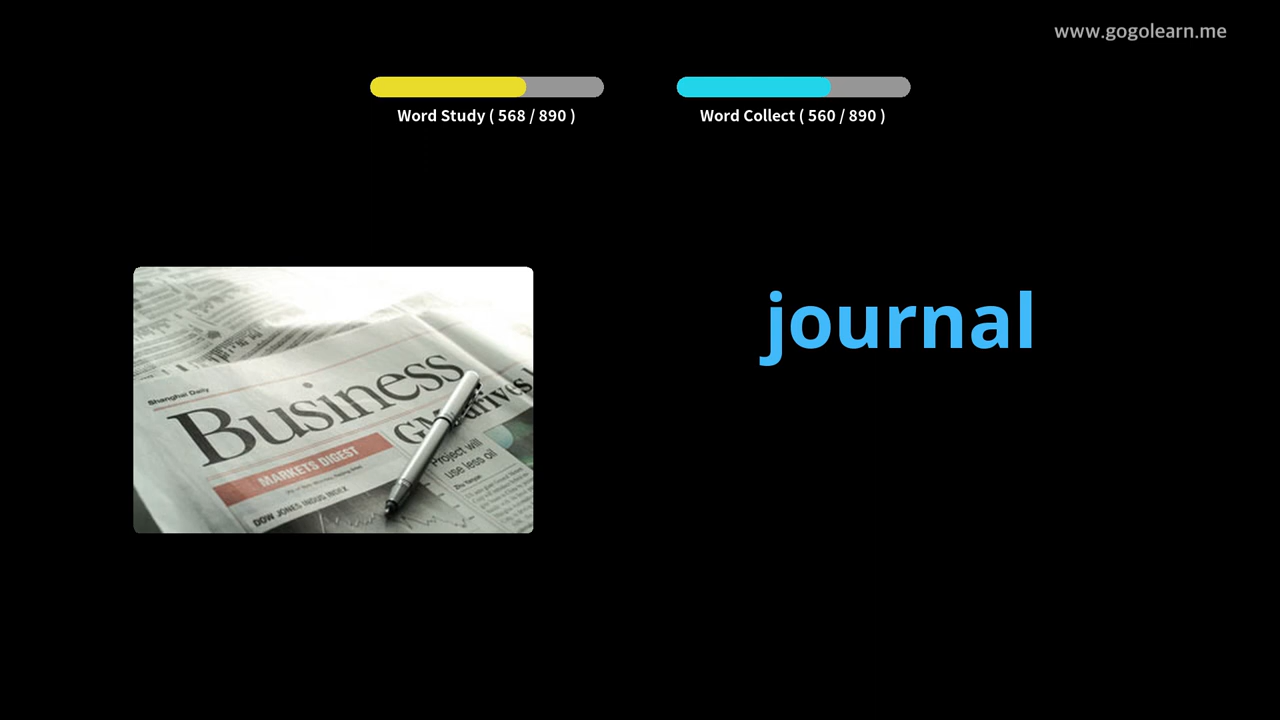 www.gogolearn.me
Word Study ( 568 / 890 )
Word Collect ( 560 / 890 )
journal
Shanghai Daily
Business
MARKETS DIGEST
DOW JONES INDUS INDEX
Project will
use less oil